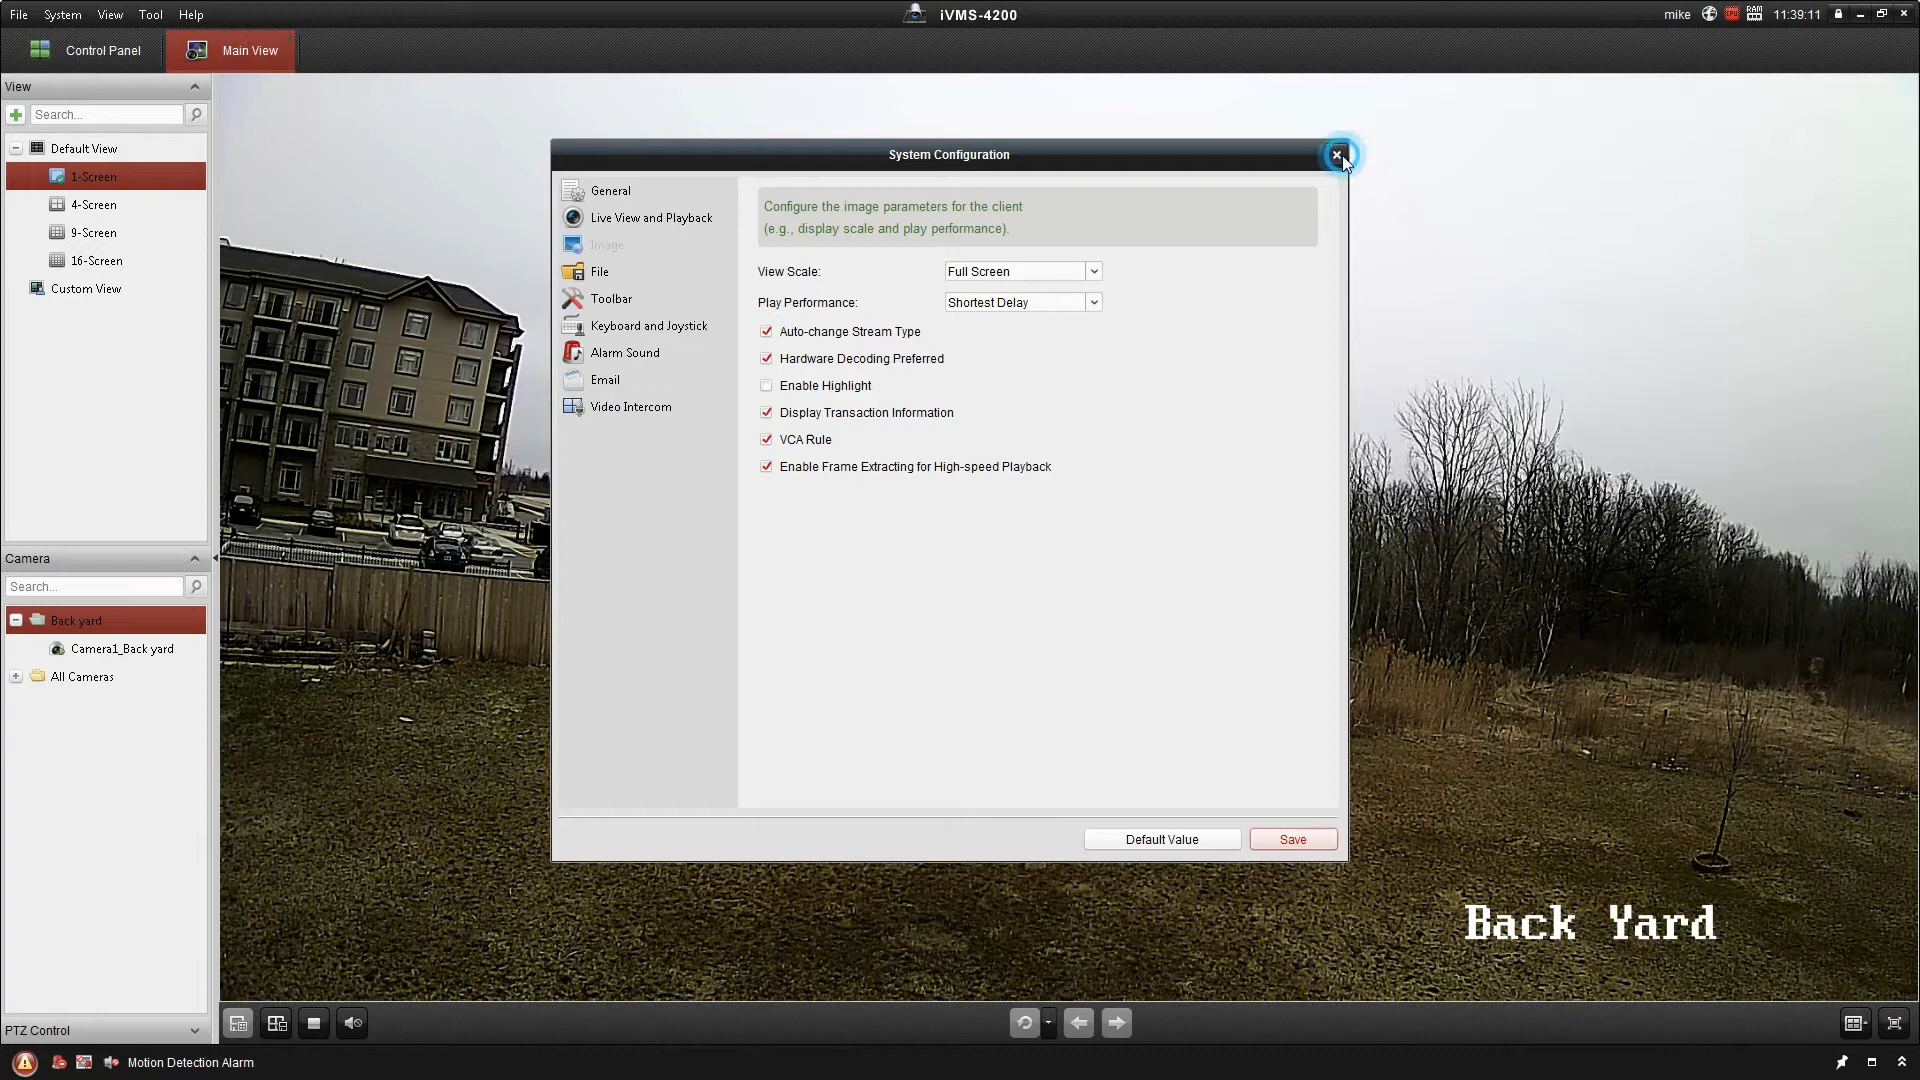 File System View Tool Help
iVMS-4200
mike
CPU
RAM
11:39:11
Control Panel
Main View
View
Search...
Default View
1-Screen
4-Screen
9-Screen
16-Screen
Custom View
Camera
Search...
Back yard
Camera1_Back yard
All Cameras
PTZ Control
System Configuration
General
Live View and Playback
Image
File
Toolbar
Keyboard and Joystick
Alarm Sound
Email
Video Intercom
Configure the image parameters for the client
(e.g., display scale and play performance).
View Scale: Full Screen
Play Performance: Shortest Delay
Auto-change Stream Type
Hardware Decoding Preferred
Enable Highlight
Display Transaction Information
VCA Rule
Enable Frame Extracting for High-speed Playback
Default Value
Save
Back Yard
Motion Detection Alarm